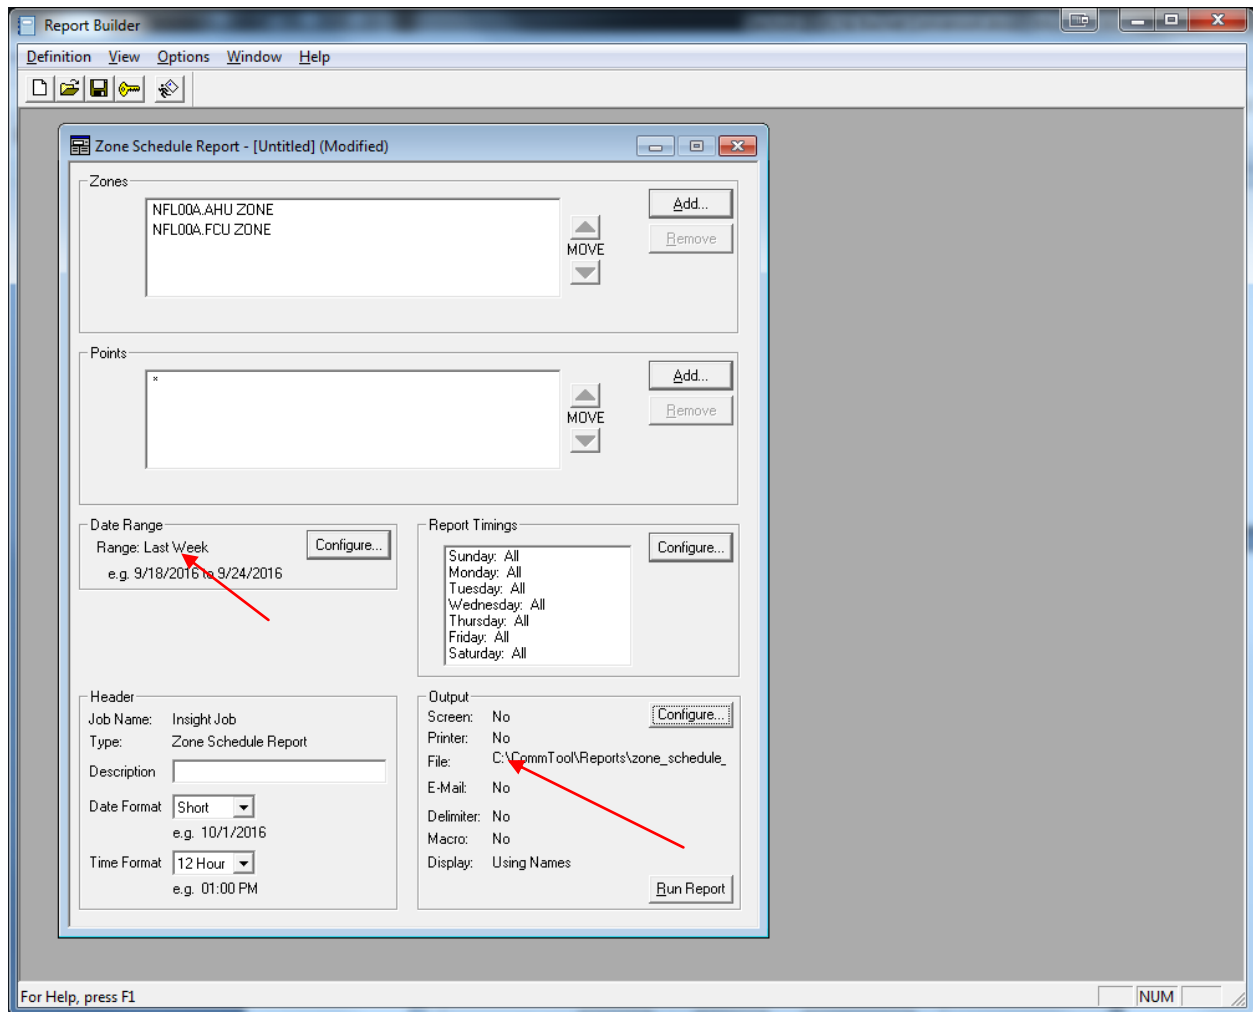 Report Builder
Definition View Options Window Help
Zone Schedule Report - [Untitled] (Modified)
Zones
NFL00A.AHU ZONE
NFL00A.FCU ZONE
MOVE
Add...
Remove
Points
*
MOVE
Add...
Remove
Date Range
Range: Last Week
Configure...
e.g. 9/18/2016 to 9/24/2016
Report Timings
Sunday: All
Monday: All
Tuesday: All
Wednesday: All
Thursday: All
Friday: All
Saturday: All
Configure...
Header
Job Name: Insight Job
Type: Zone Schedule Report
Description
Date Format Short
e.g. 10/1/2016
Time Format 12 Hour
e.g. 01:00 PM
Output
Screen: No
Configure...
Printer: No
File: C:\CommTool\Reports\zone_schedule_
E-Mail: No
Delimiter: No
Macro: No
Display: Using Names
Run Report
For Help, press F1
NUM